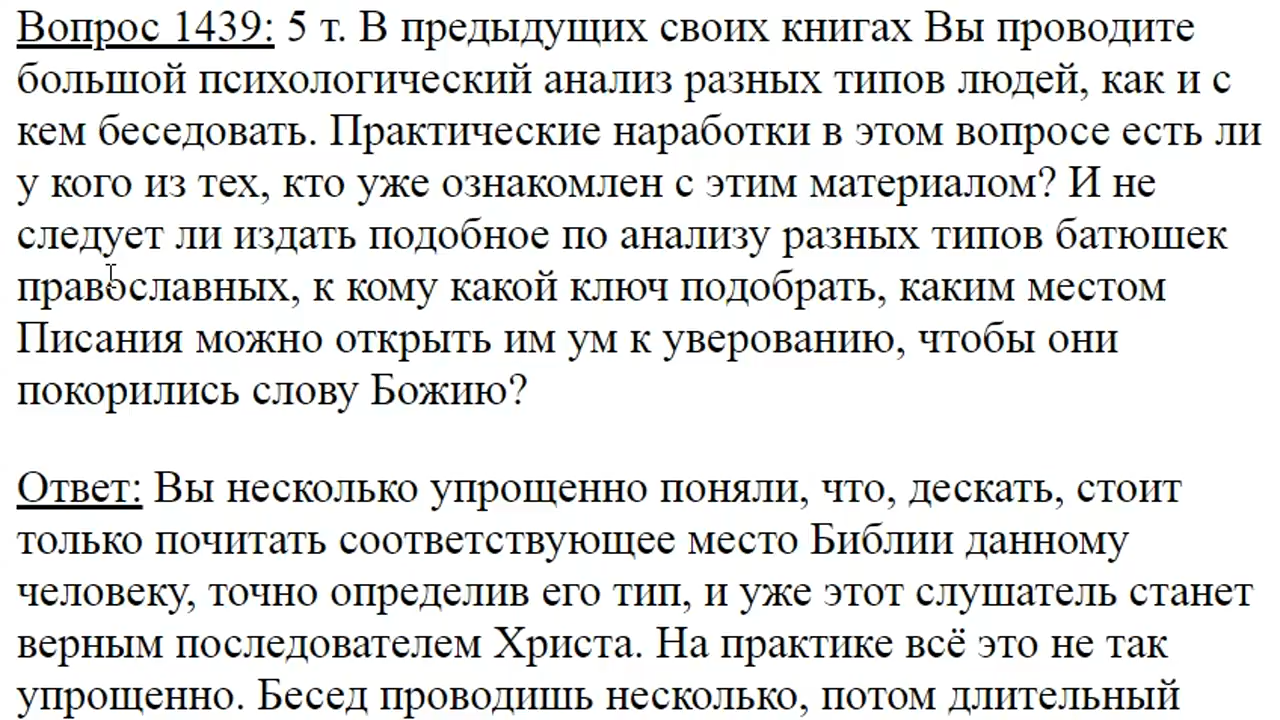 Вопрос 1439: 5 т. В предыдущих своих книгах Вы проводите
большой психологический анализ разных типов людей, как и с
кем беседовать. Практические наработки в этом вопросе есть ли
у кого из тех, кто уже ознакомлен с этим материалом? И не
следует ли издать подобное по анализу разных типов батюшек
православных, к кому какой ключ подобрать, каким местом
Писания можно открыть им ум к уверованию, чтобы они
покорились слову Божию?
Ответ: Вы несколько упрощенно поняли, что, дескать, стоит
только почитать соответствующее место Библии данному
человеку, точно определив его тип, и уже этот слушатель станет
верным последователем Христа. На практике всё это не так
упрощенно. Бесед проводишь несколько, потом длительный